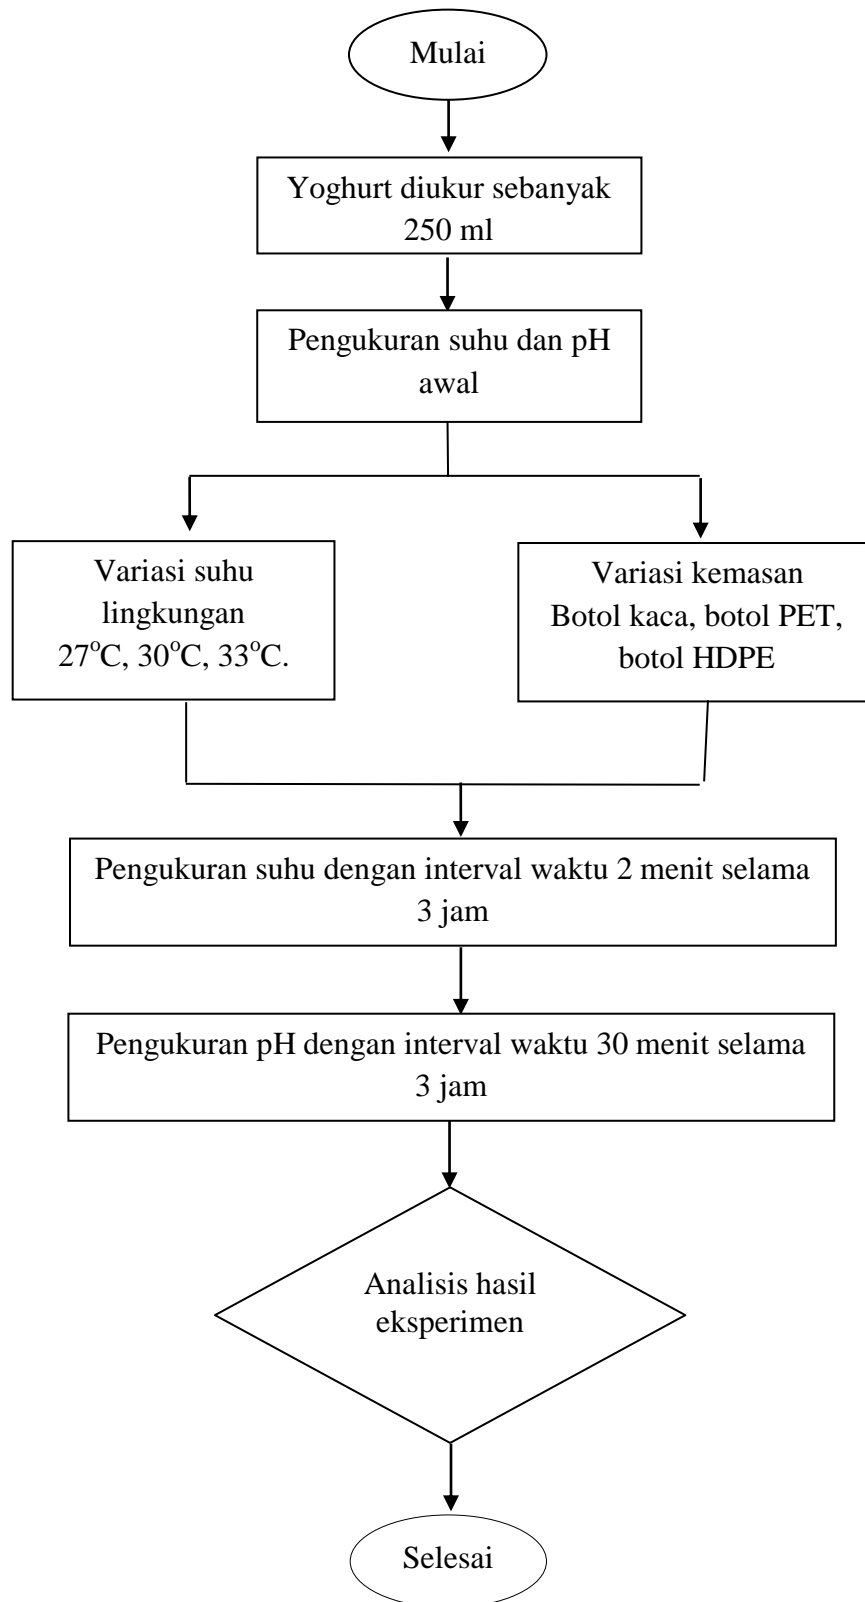 Mulai
Yoghurt diukur sebanyak
250 ml
Pengukuran suhu dan pH
awal
Variasi suhu
lingkungan
27°C, 30°C, 33°C.
Variasi kemasan
Botol kaca, botol PET,
botol HDPE
Pengukuran suhu dengan interval waktu 2 menit selama
3 jam
Pengukuran pH dengan interval waktu 30 menit selama
3 jam
Analisis hasil
eksperimen
Selesai